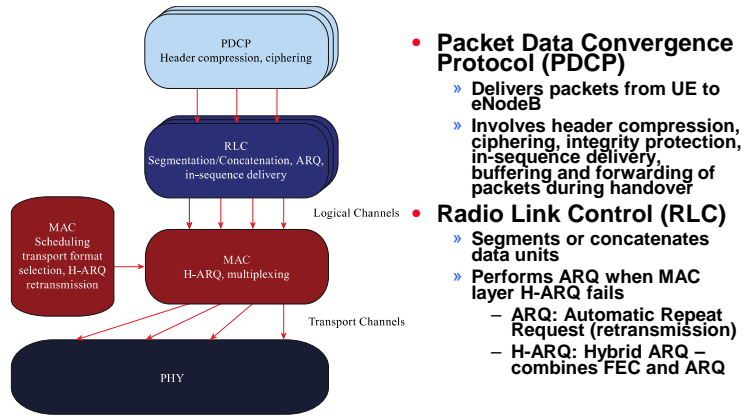 PDCP
Header compression, ciphering
RLC
Segmentation/Concatenation, ARQ,
in-sequence delivery
Logical Channels
MAC
Scheduling
transport format
selection, H-ARQ
retransmission
MAC
H-ARQ, multiplexing
Transport Channels
PHY
• Packet Data Convergence
Protocol (PDCP)
» Delivers packets from UE to
eNodeB
» Involves header compression,
ciphering, integrity protection,
in-sequence delivery,
buffering and forwarding of
packets during handover
• Radio Link Control (RLC)
» Segments or concatenates
data units
» Performs ARQ when MAC
layer H-ARQ fails
– ARQ: Automatic Repeat
Request (retransmission)
– H-ARQ: Hybrid ARQ –
combines FEC and ARQ